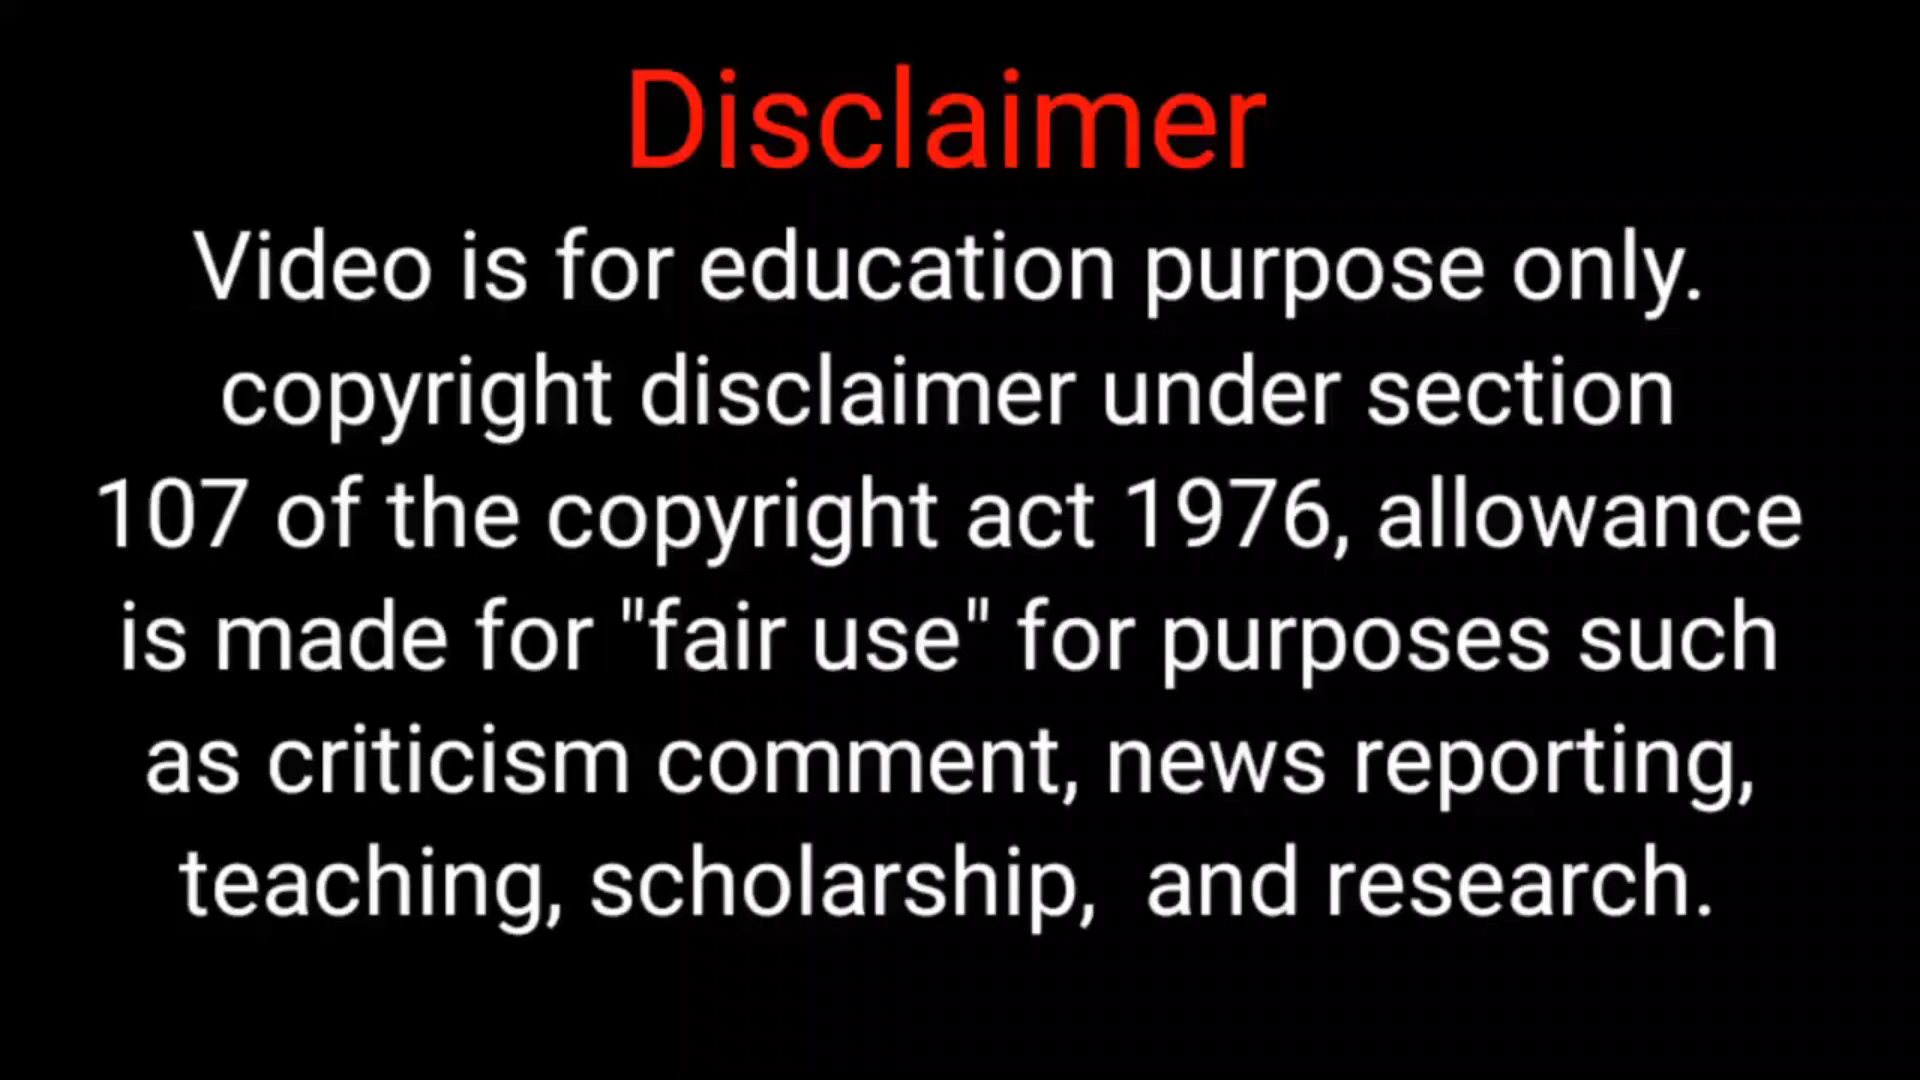 Disclaimer
Video is for education purpose only.
copyright disclaimer under section
107 of the copyright act 1976, allowance
is made for "fair use" for purposes such
as criticism comment, news reporting,
teaching, scholarship,  and research.